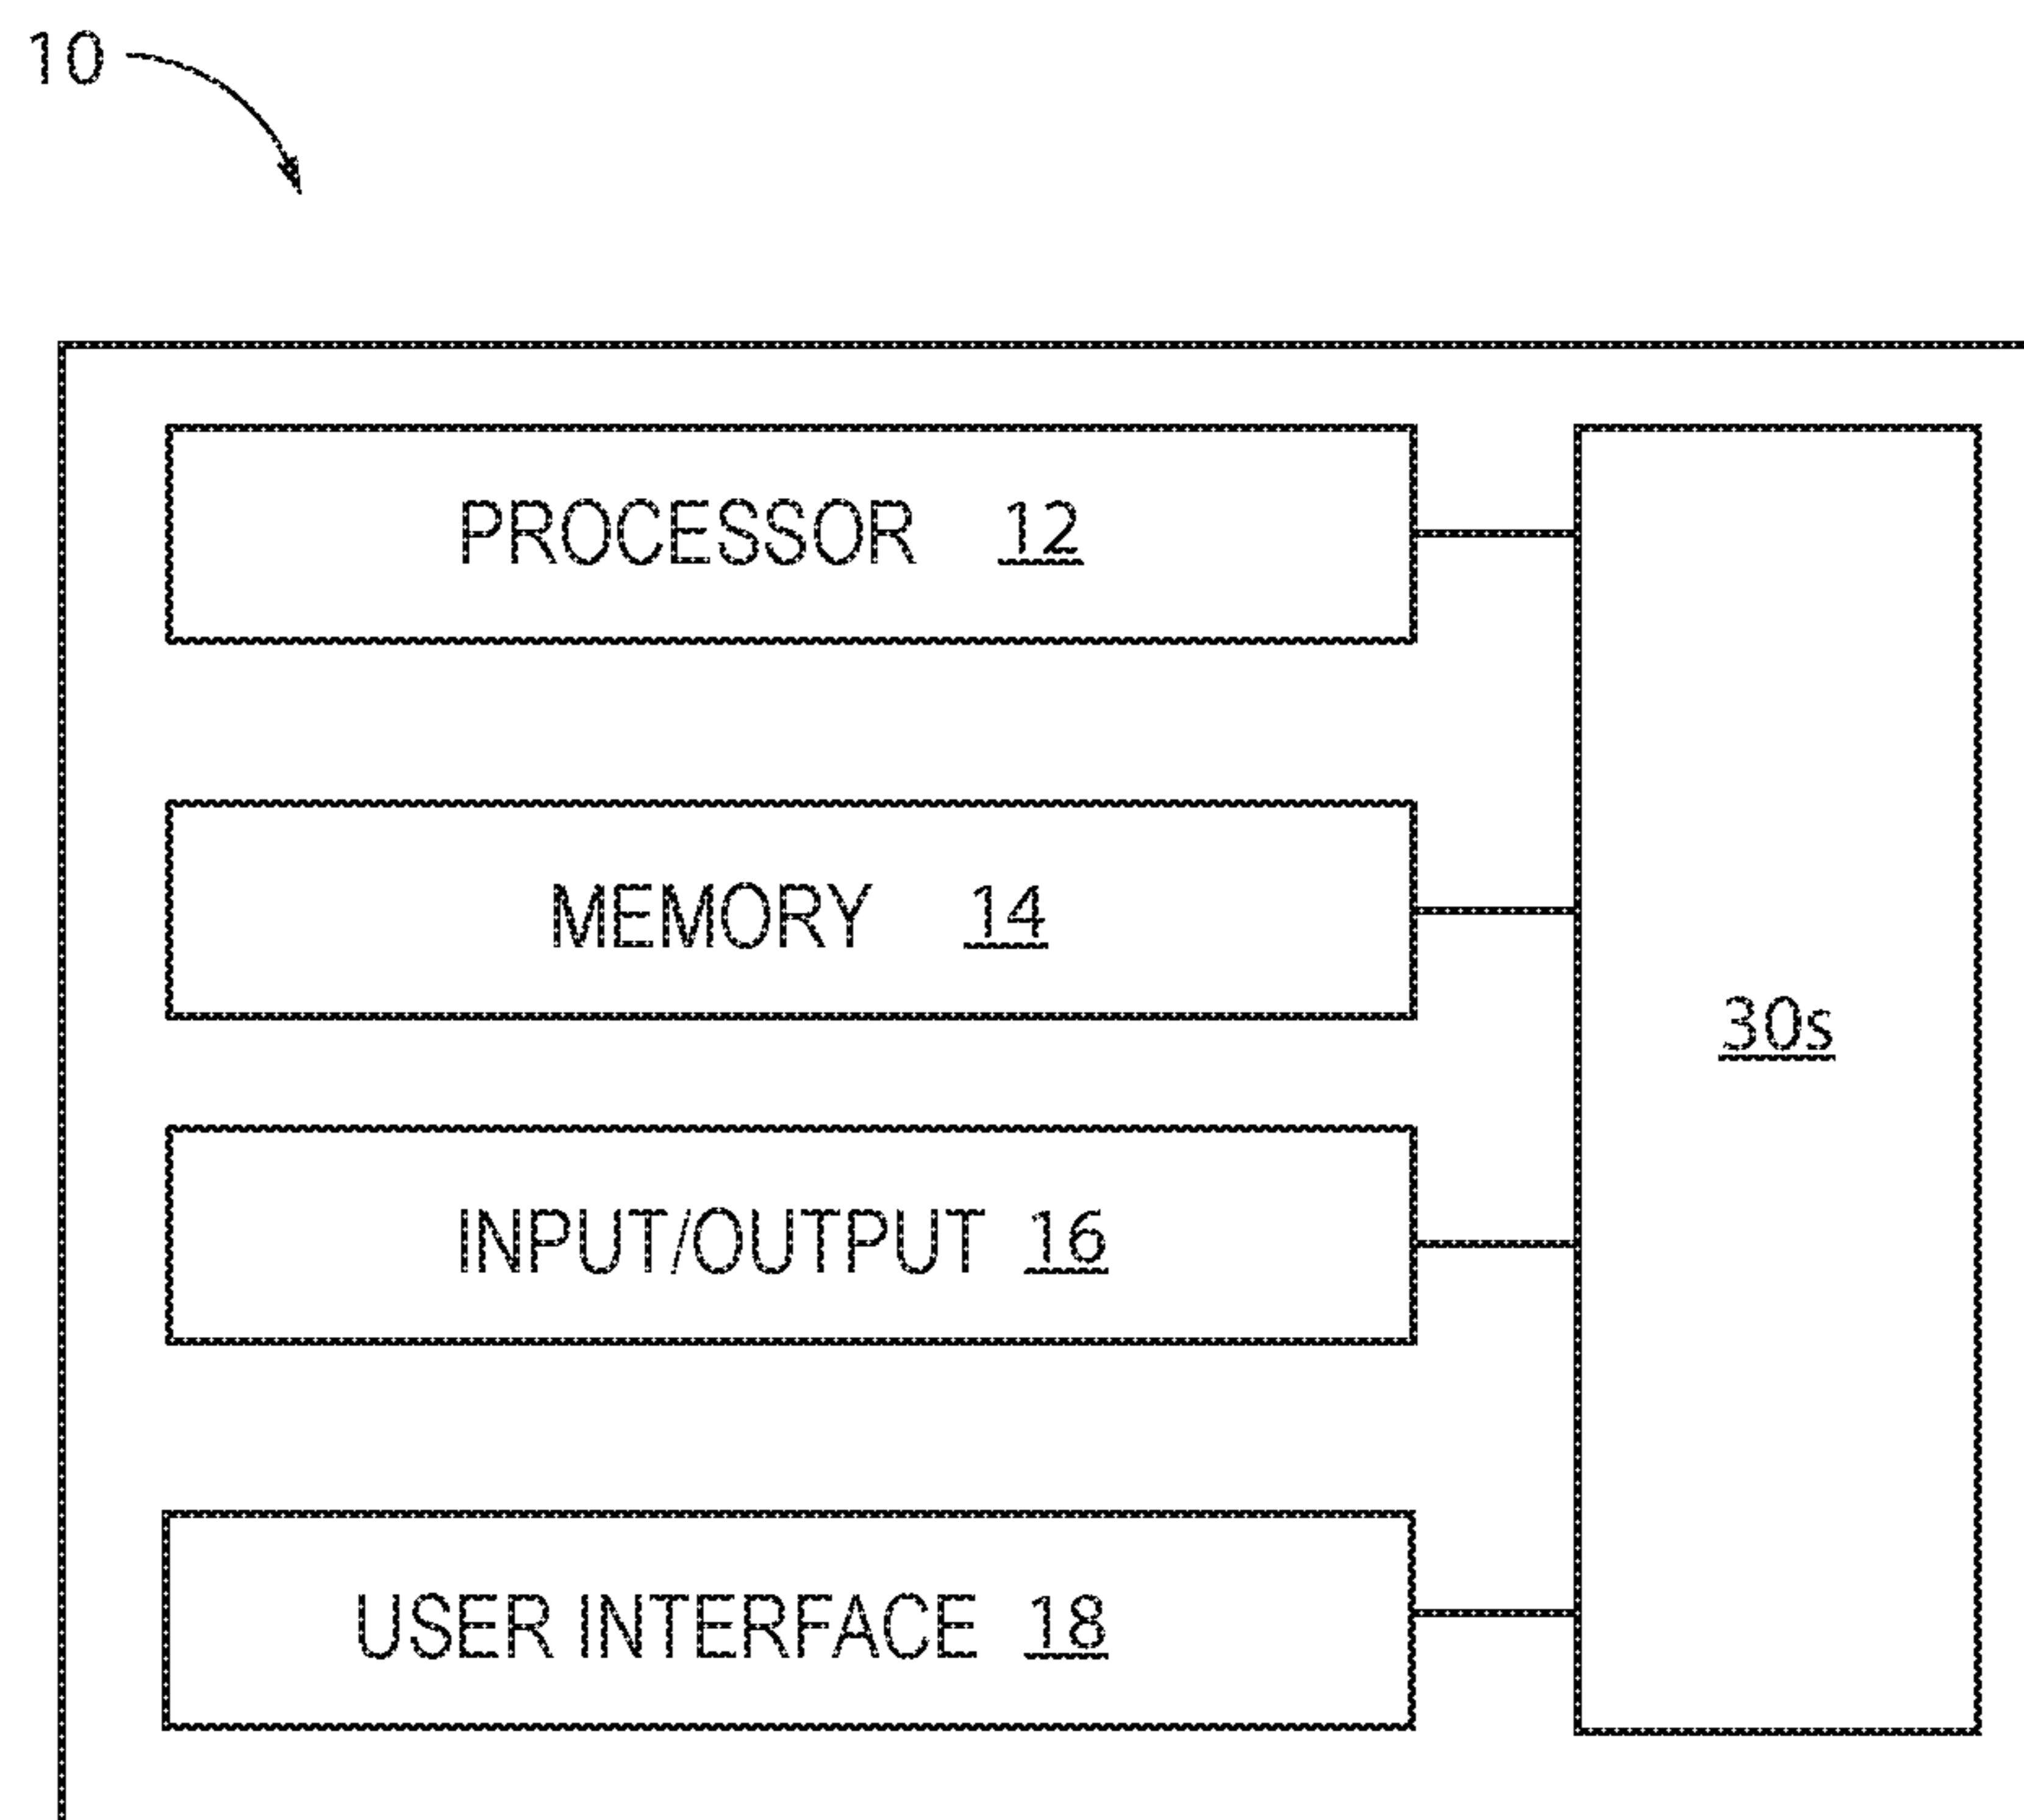 10
PROCESSOR 12
MEMORY 14
30s
INPUT/OUTPUT 16
USER INTERFACE 18